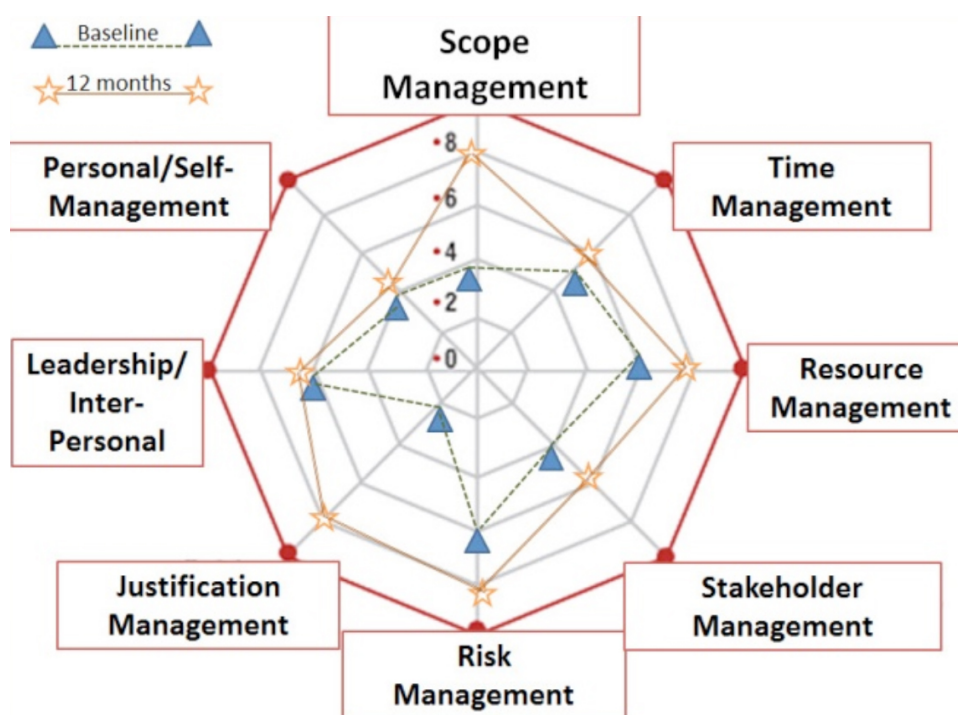 Baseline
12 months
Scope
Management
Personal/Self-
Management
Time
Management
8
6
4
2
0
Leadership/
Inter-
Personal
Resource
Management
Justification
Management
Stakeholder
Management
Risk
Management